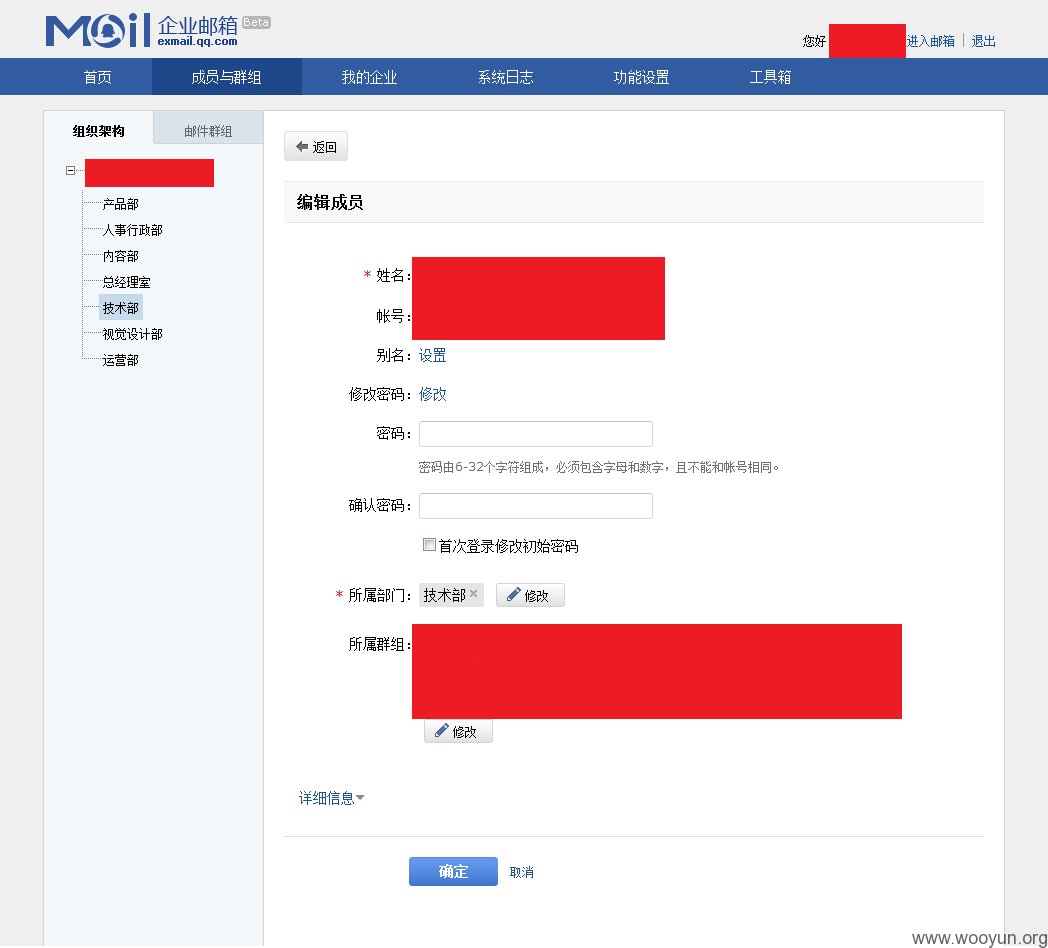 Mail 企业邮箱 Beta
exmail.qq.com
您好 进入邮箱 退出
首页 成员与群组 我的企业 系统日志 功能设置 工具箱
组织架构 邮件群组
产品部
人事行政部
内容部
总经理室
技术部
视觉设计部
运营部
返回
编辑成员
* 姓名:
帐号:
别名: 设置
修改密码: 修改
密码:
密码由6-32个字符组成，必须包含字母和数字，且不能和帐号相同。
确认密码:
首次登录修改初始密码
* 所属部门: 技术部 × 修改
所属群组:
修改
详细信息
确定 取消
www.wooyun.org